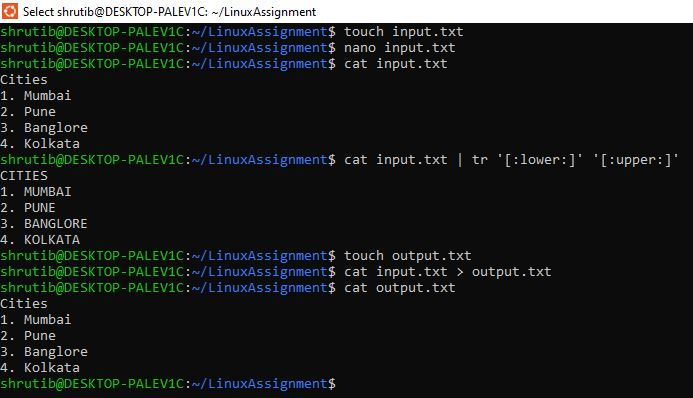 Select shrutib@DESKTOP-PALEV1C: ~/LinuxAssignment
shrutib@DESKTOP-PALEV1C:~/LinuxAssignment$ touch input.txt
shrutib@DESKTOP-PALEV1C:~/LinuxAssignment$ nano input.txt
shrutib@DESKTOP-PALEV1C:~/LinuxAssignment$ cat input.txt
Cities
1. Mumbai
2. Pune
3. Banglore
4. Kolkata
shrutib@DESKTOP-PALEV1C:~/LinuxAssignment$ cat input.txt | tr '[:lower:]' '[:upper:]'
CITIES
1. MUMBAI
2. PUNE
3. BANGLORE
4. KOLKATA
shrutib@DESKTOP-PALEV1C:~/LinuxAssignment$ touch output.txt
shrutib@DESKTOP-PALEV1C:~/LinuxAssignment$ cat input.txt > output.txt
shrutib@DESKTOP-PALEV1C:~/LinuxAssignment$ cat output.txt
Cities
1. Mumbai
2. Pune
3. Banglore
4. Kolkata
shrutib@DESKTOP-PALEV1C:~/LinuxAssignment$